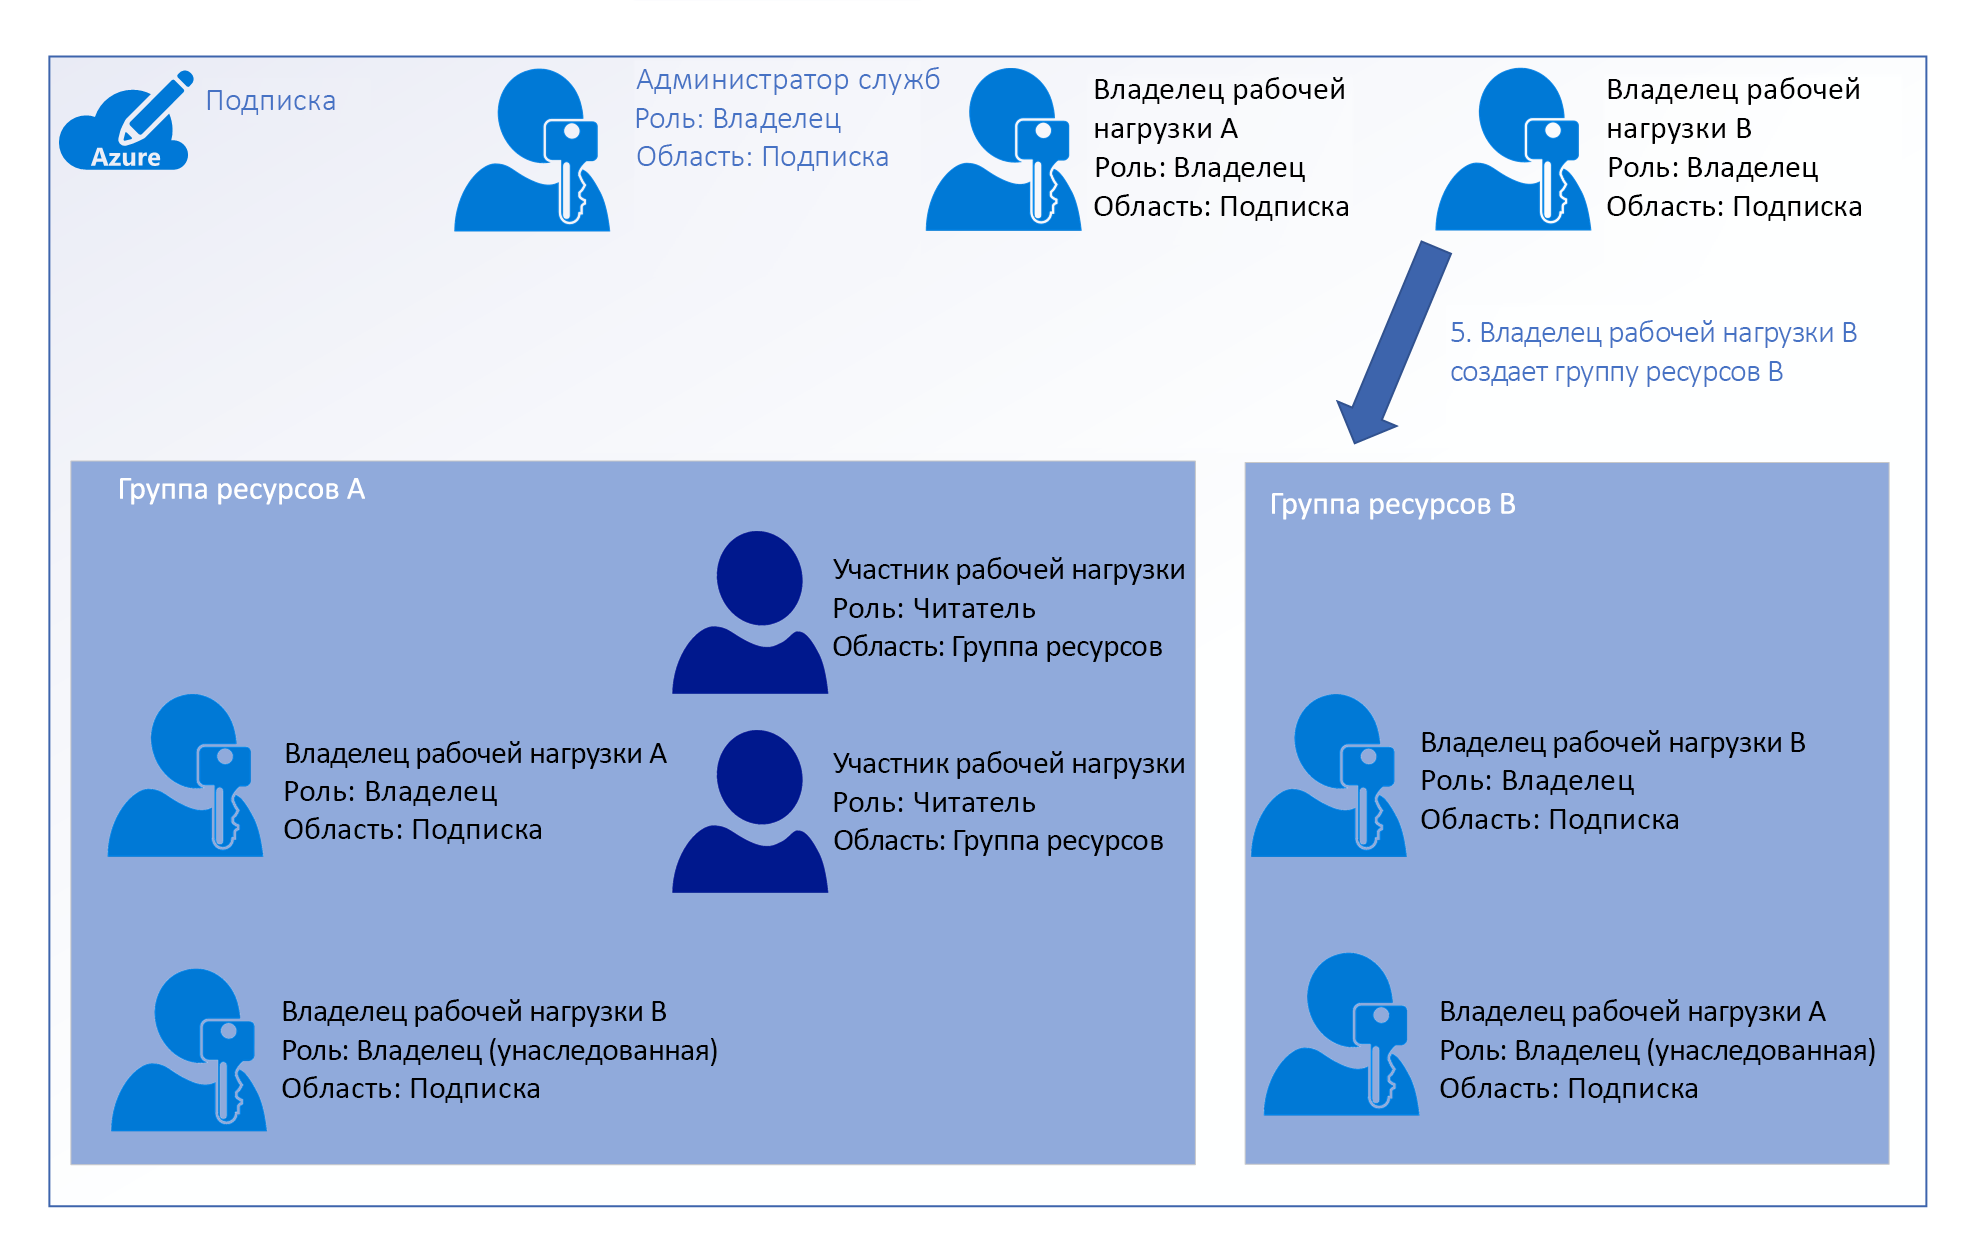 Azure
Подписка
Администратор служб
Роль: Владелец
Область: Подписка
Владелец рабочей
нагрузки A
Роль: Владелец
Область: Подписка
Владелец рабочей
нагрузки B
Роль: Владелец
Область: Подписка
5. Владелец рабочей нагрузки B
создает группу ресурсов B
Группа ресурсов A
Участник рабочей нагрузки
Роль: Читатель
Область: Группа ресурсов
Владелец рабочей нагрузки A
Роль: Владелец
Область: Подписка
Участник рабочей нагрузки
Роль: Читатель
Область: Группа ресурсов
Владелец рабочей нагрузки B
Роль: Владелец (унаследованная)
Область: Подписка
Группа ресурсов B
Владелец рабочей нагрузки B
Роль: Владелец
Область: Подписка
Владелец рабочей нагрузки A
Роль: Владелец (унаследованная)
Область: Подписка